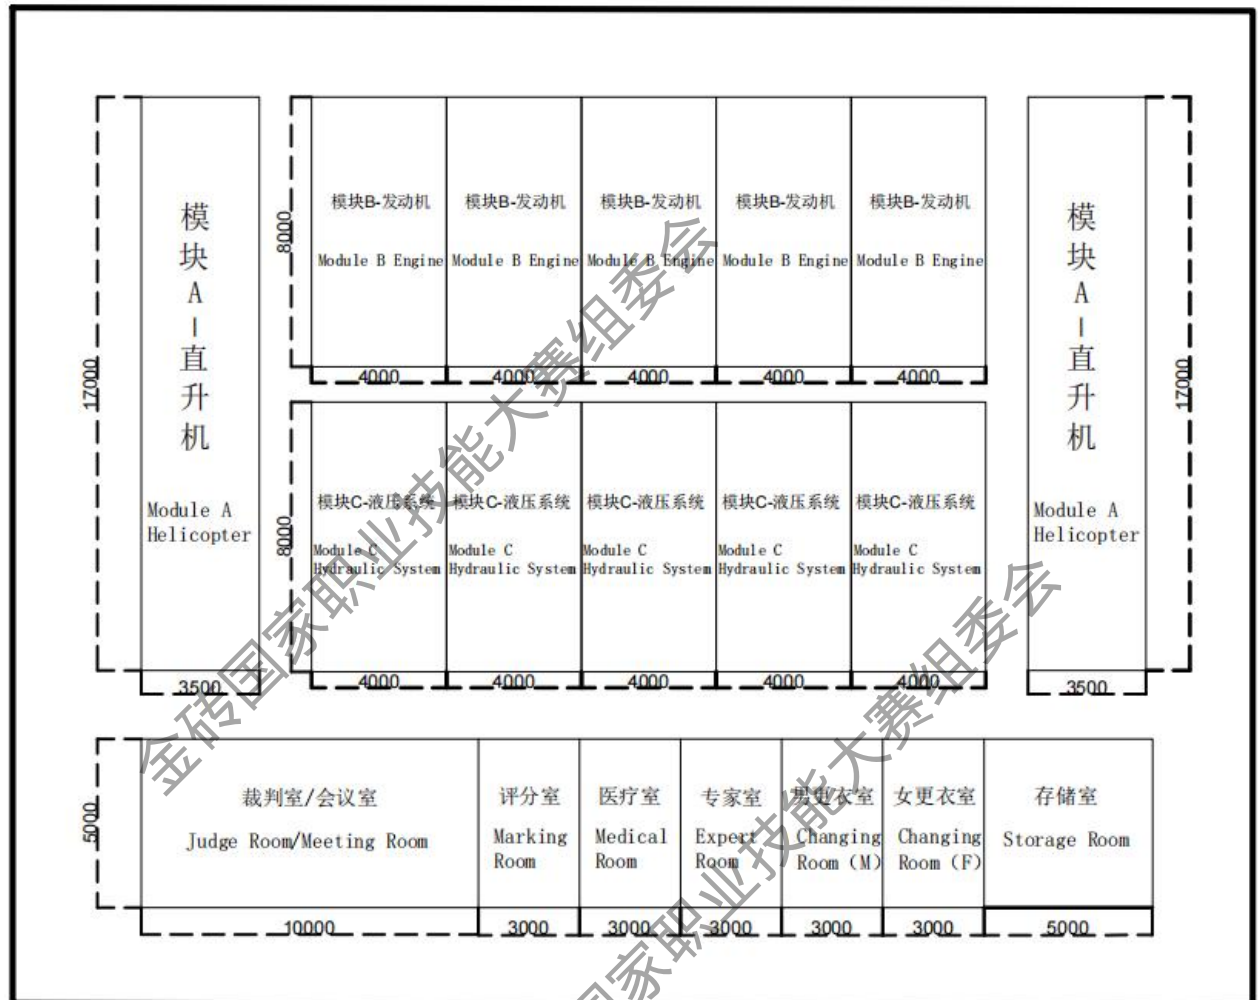 模块B-发动机 模块B-发动机 模块B-发动机 模块B-发动机 模块B-发动机
Module B Engine Module B Engine Module B Engine Module B Engine Module B Engine
8000
4000 4000 4000 4000 4000
模
块
A
-
直
升
机
Module A
Helicopter
17000
3500
模块C-液压系统 模块C-液压系统 模块C-液压系统 模块C-液压系统 模块C-液压系统
Module C Module C Module C Module C Module C
Hydraulic System Hydraulic System Hydraulic System Hydraulic System Hydraulic System
8000
4000 4000 4000 4000 4000
模
块
A
-
直
升
机
Module A
Helicopter
17000
3500
裁判室/会议室 评分室 医疗室 专家室 男更衣室 女更衣室 存储室
Judge Room/Meeting Room Marking Medical Expert Changing Changing Storage Room
Room Room Room Room (M) Room (F)
5000
10000 3000 3000 3000 3000 3000 5000
金砖国家职业技能大赛组委会
国家职业技能大赛组委会